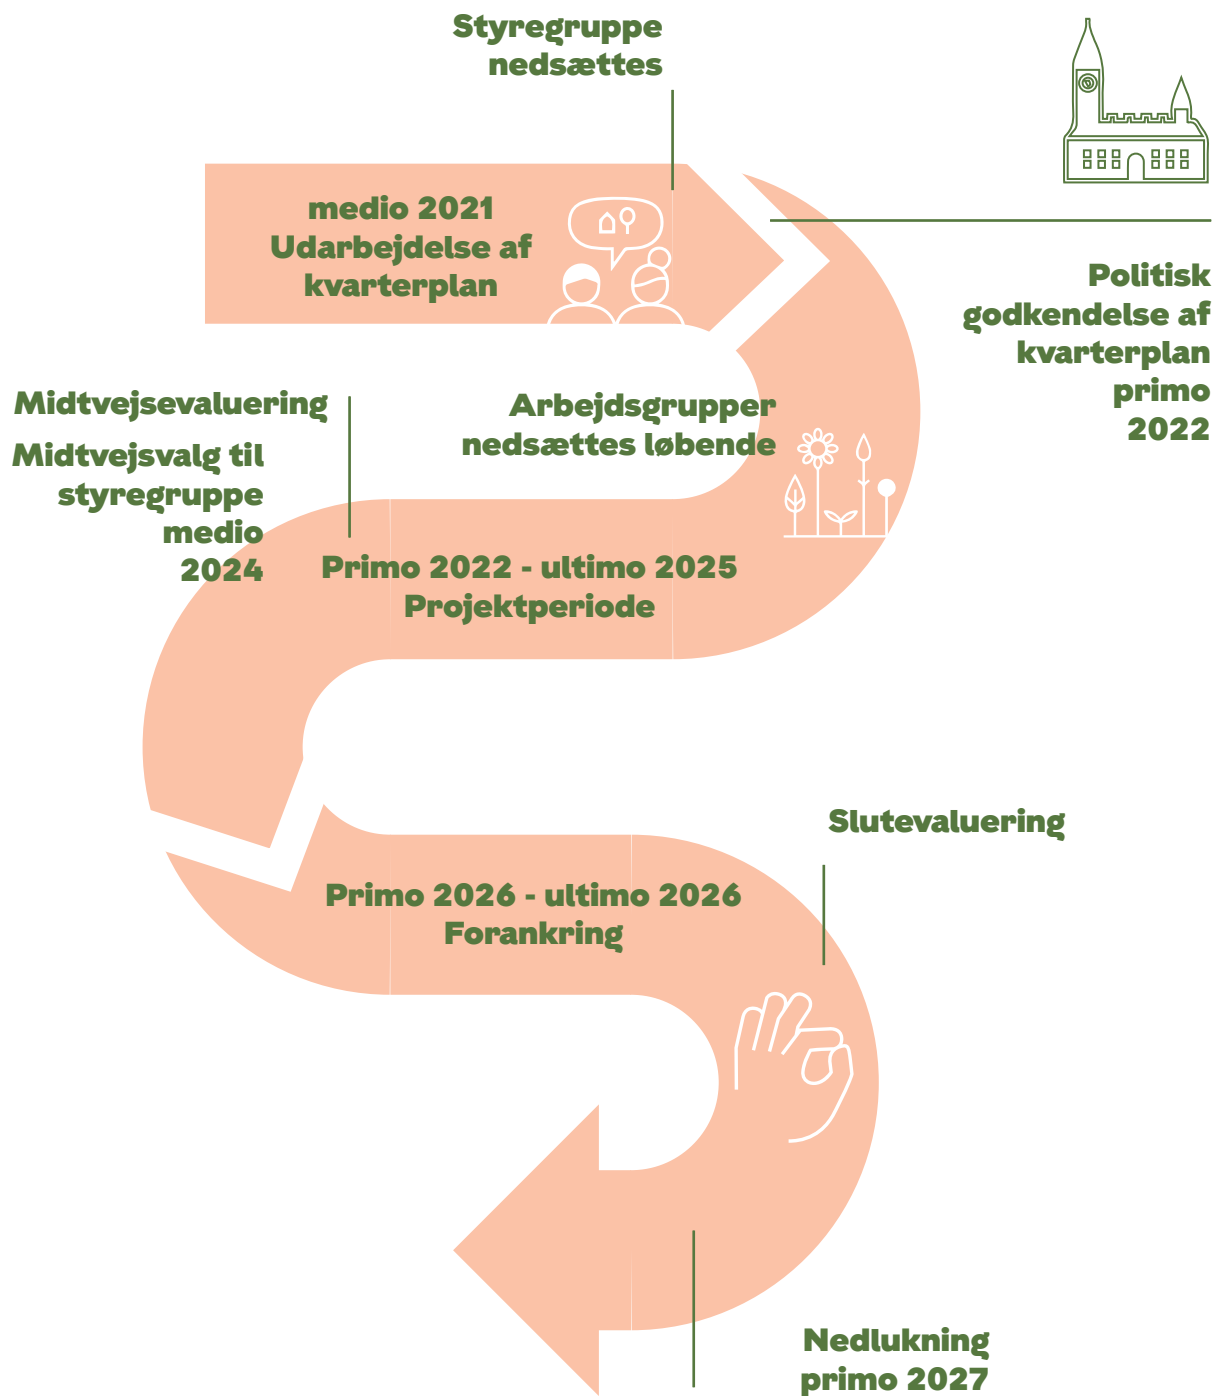 Styregruppe
nedsættes
medio 2021
Udarbejdelse af
kvarterplan
Politisk
godkendelse af
kvarterplan
primo
2022
Midtvejsevaluering
Midtvejsvalg til
styregruppe
medio
2024
Arbejdsgrupper
nedsættes løbende
Primo 2022 - ultimo 2025
Projektperiode
Slutevaluering
Primo 2026 - ultimo 2026
Forankring
Nedlukning
primo 2027